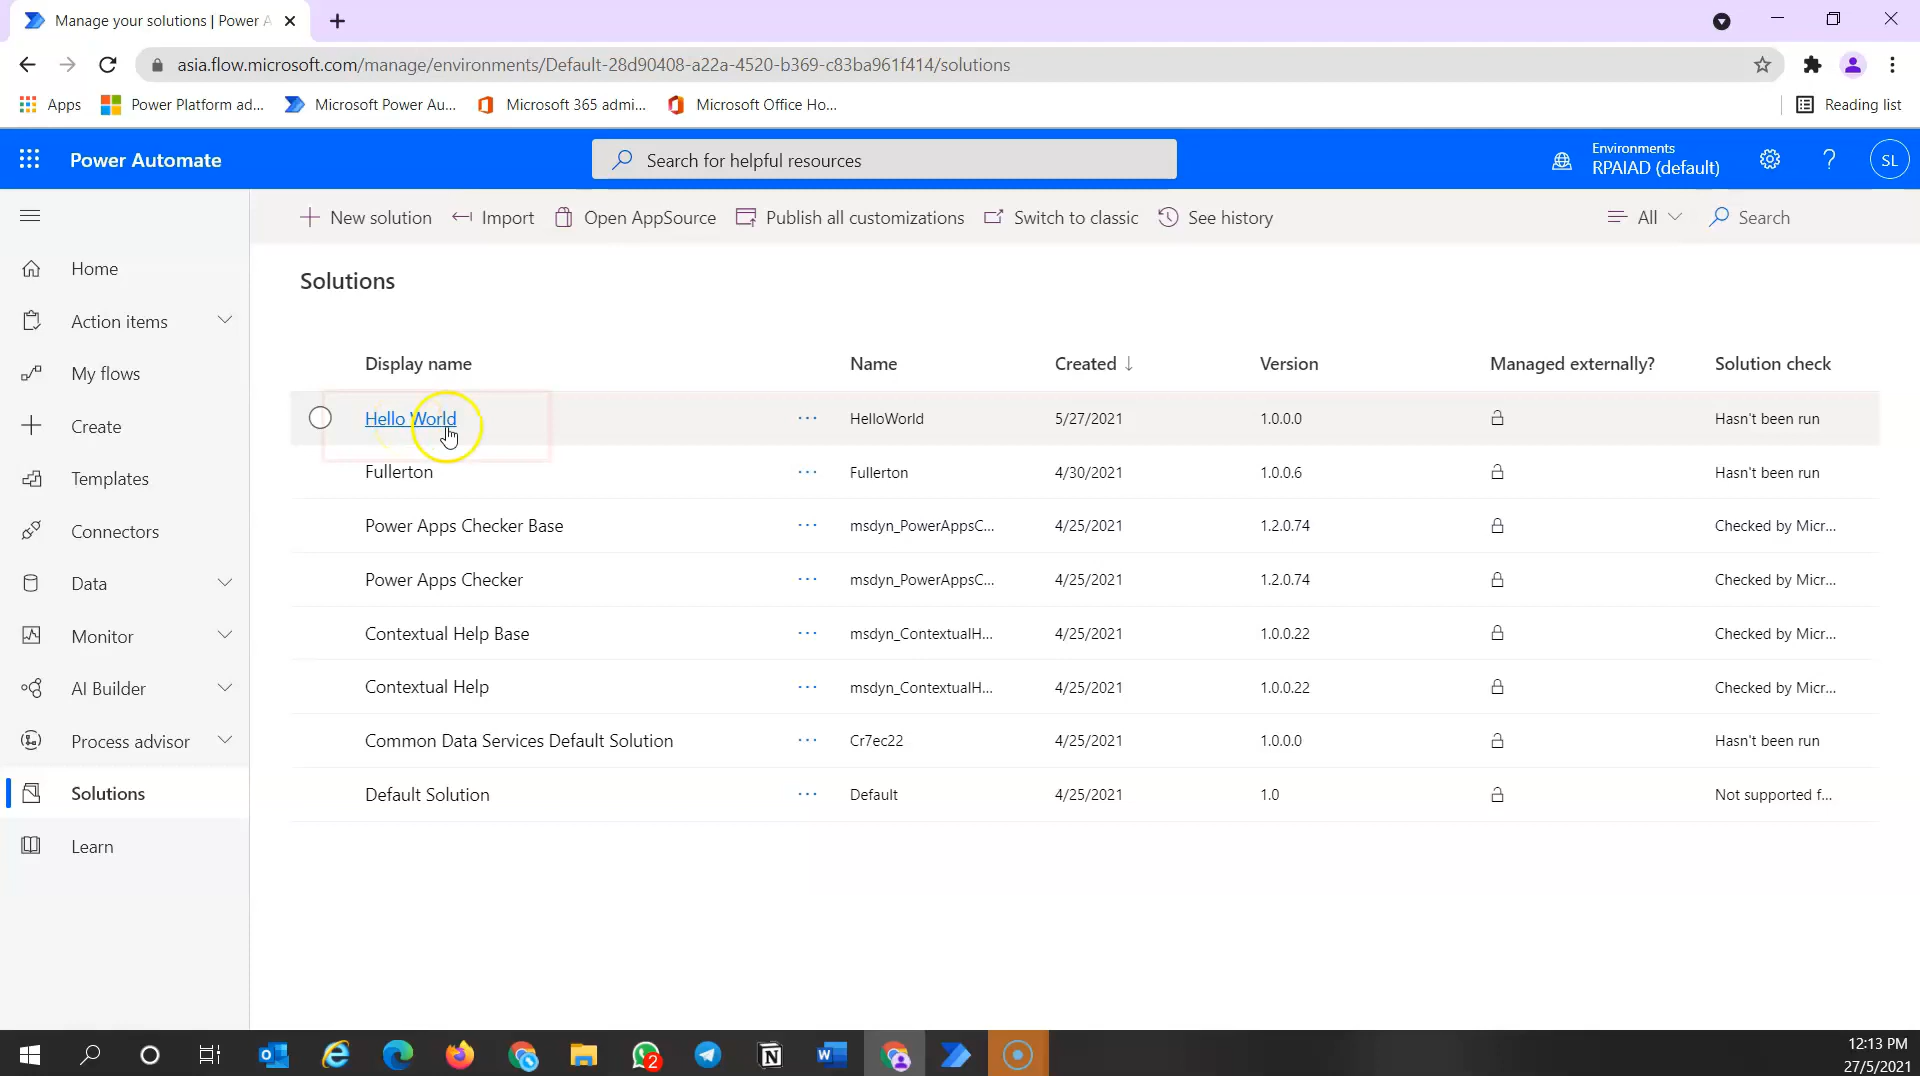 Manage your solutions | Power A
asia.flow.microsoft.com/manage/environments/Default-28d90408-a22a-4520-b369-c83ba961f414/solutions
Apps Power Platform ad... Microsoft Power Au... Microsoft 365 admi... Microsoft Office Ho... Reading list
Power Automate
Search for helpful resources
Environments
RPAIAD (default)
SL
New solution Import Open AppSource Publish all customizations Switch to classic See history All Search
Home
Action items
My flows
Create
Templates
Connectors
Data
Monitor
AI Builder
Process advisor
Solutions
Learn
Solutions
Display name Name Created Version Managed externally? Solution check
Hello World HelloWorld 5/27/2021 1.0.0.0 Hasn't been run
Fullerton Fullerton 4/30/2021 1.0.0.6 Hasn't been run
Power Apps Checker Base msdyn_PowerAppsC... 4/25/2021 1.2.0.74 Checked by Micr...
Power Apps Checker msdyn_PowerAppsC... 4/25/2021 1.2.0.74 Checked by Micr...
Contextual Help Base msdyn_ContextualH... 4/25/2021 1.0.0.22 Checked by Micr...
Contextual Help msdyn_ContextualH... 4/25/2021 1.0.0.22 Checked by Micr...
Common Data Services Default Solution Cr7ec22 4/25/2021 1.0.0.0 Hasn't been run
Default Solution Default 4/25/2021 1.0 Not supported f...
2
12:13 PM
27/5/2021